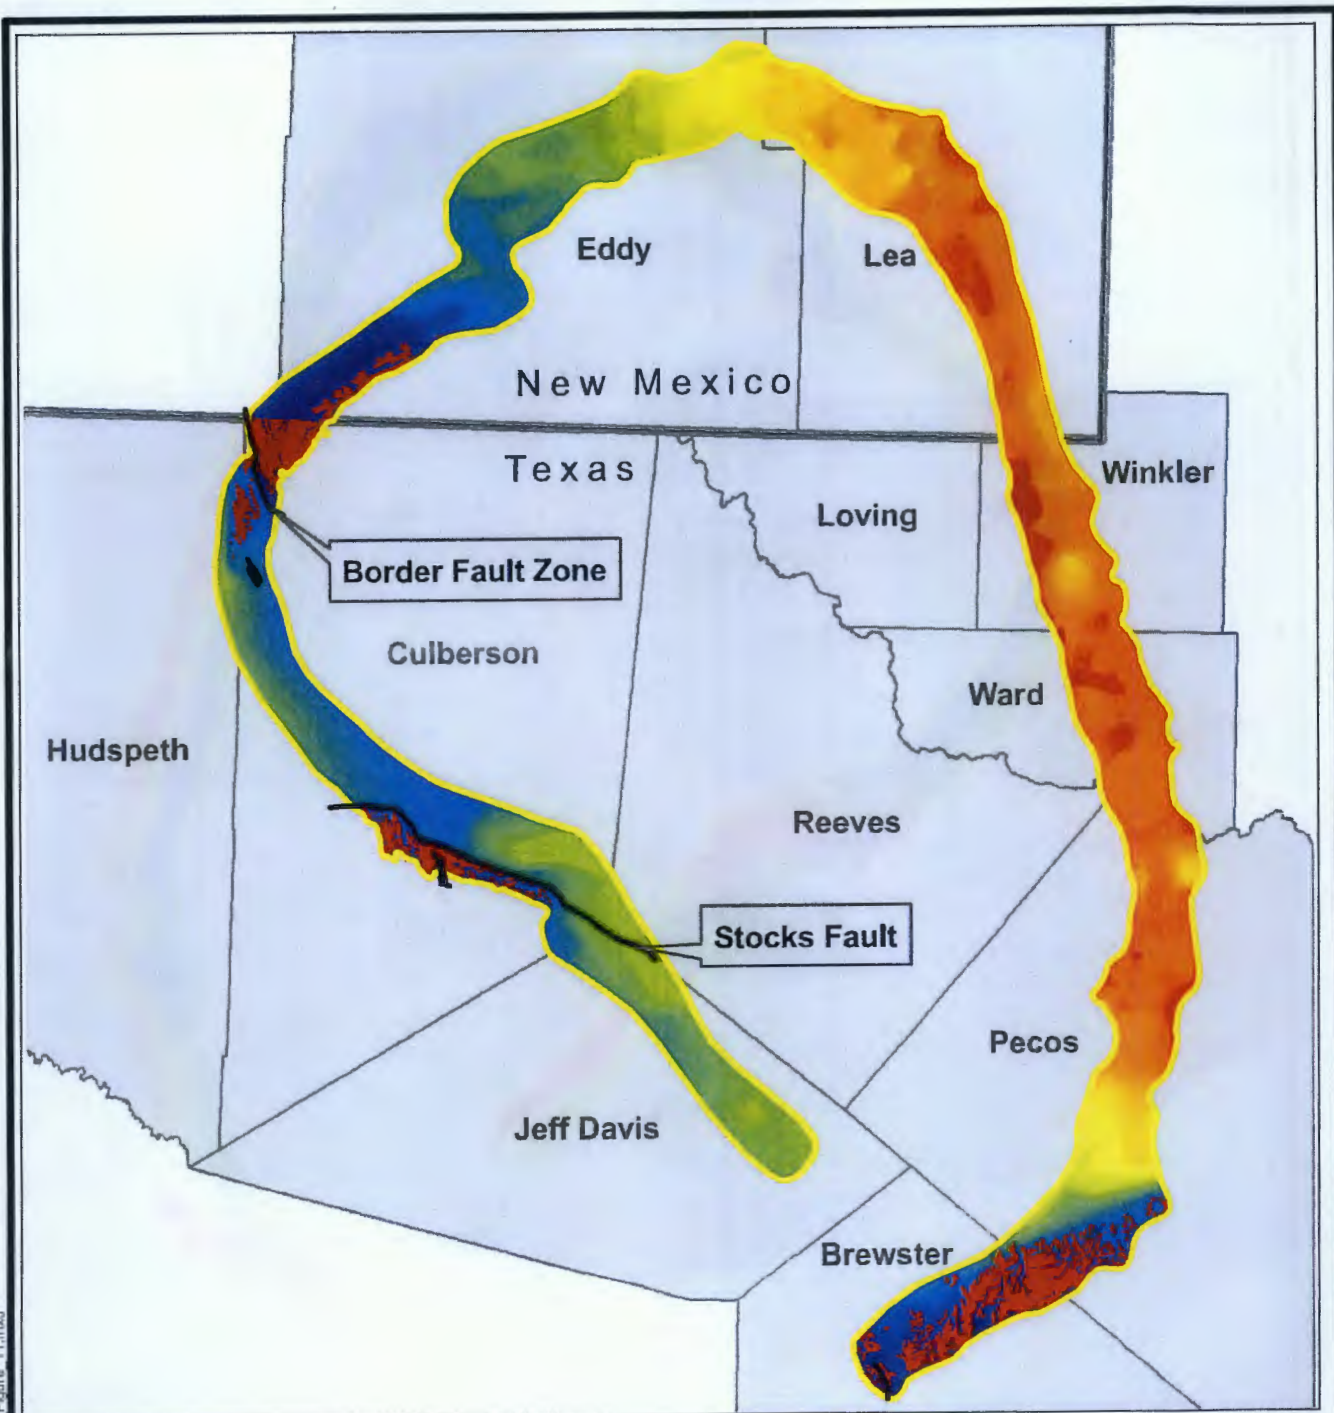 Eddy
Lea
New Mexico
Texas
Winkler
Loving
Border Fault Zone
Culberson
Ward
Hudspeth
Reeves
Stocks Fault
Pecos
Jeff Davis
Brewster